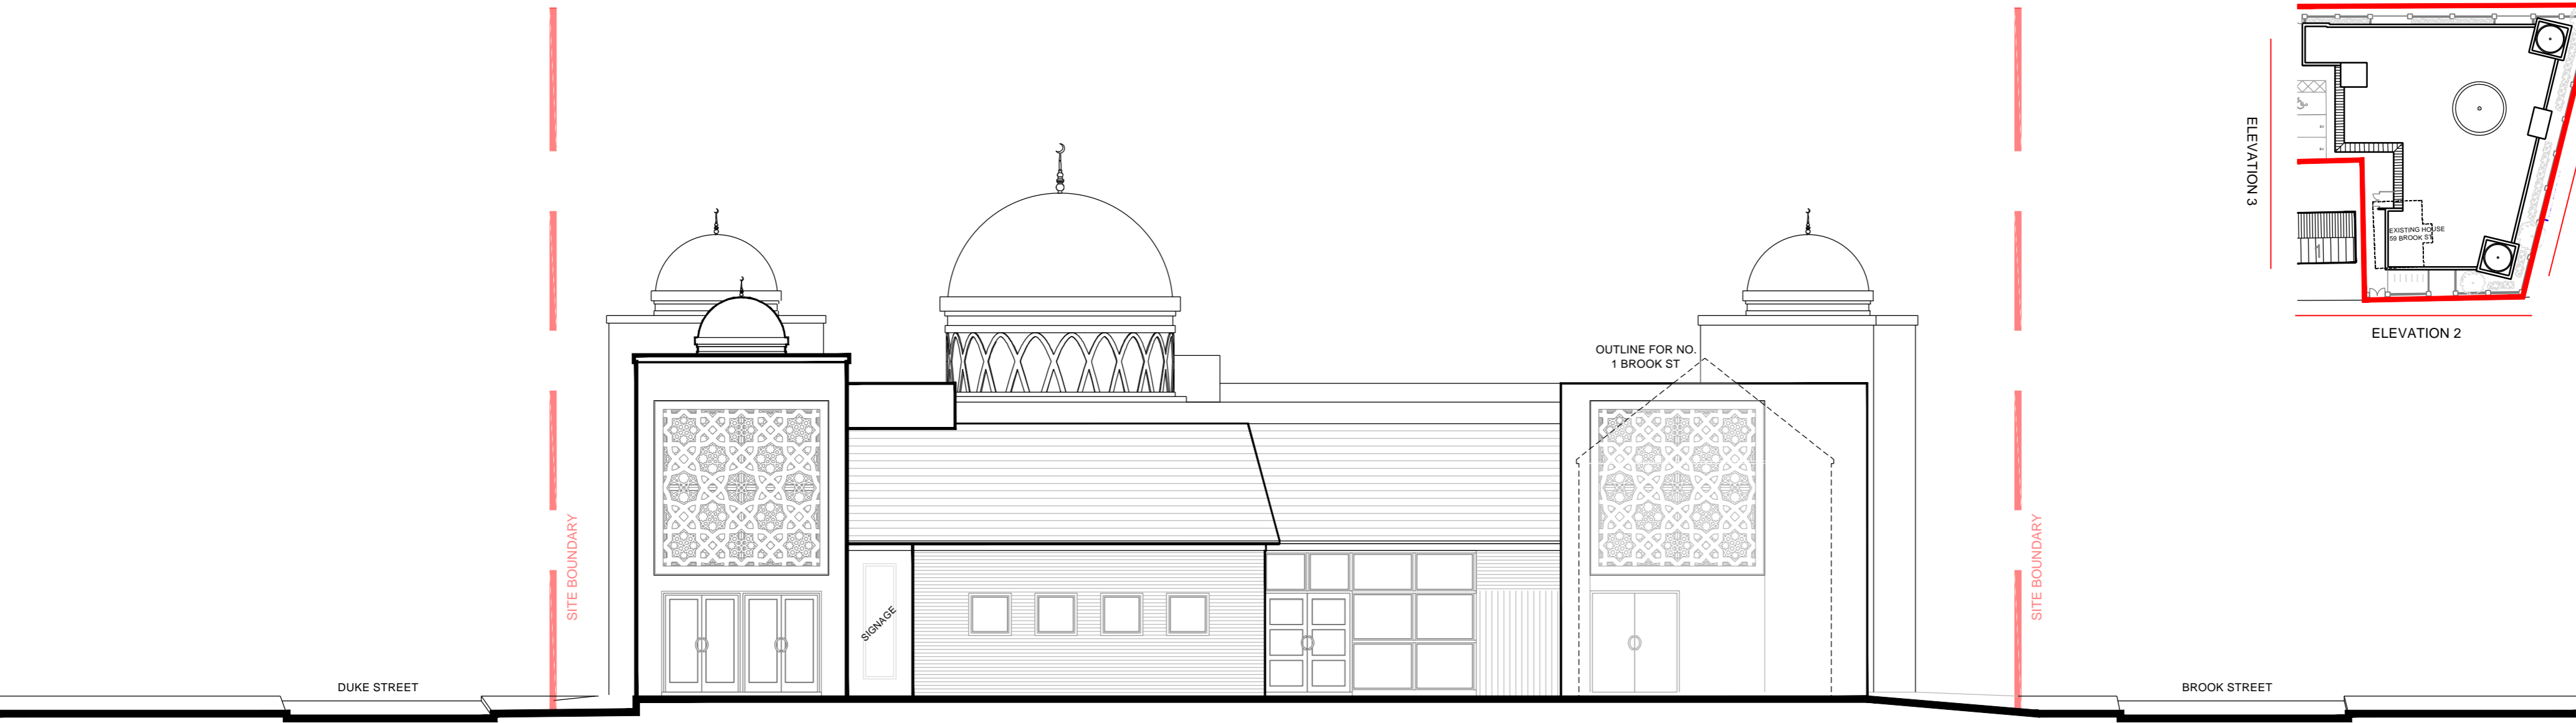 ELEVATION 3
EXISTING HOUSE
59 BROOK ST
ELEVATION 2
OUTLINE FOR NO.
1 BROOK ST
SITE BOUNDARY
SIGNAGE
SITE BOUNDARY
DUKE STREET
BROOK STREET